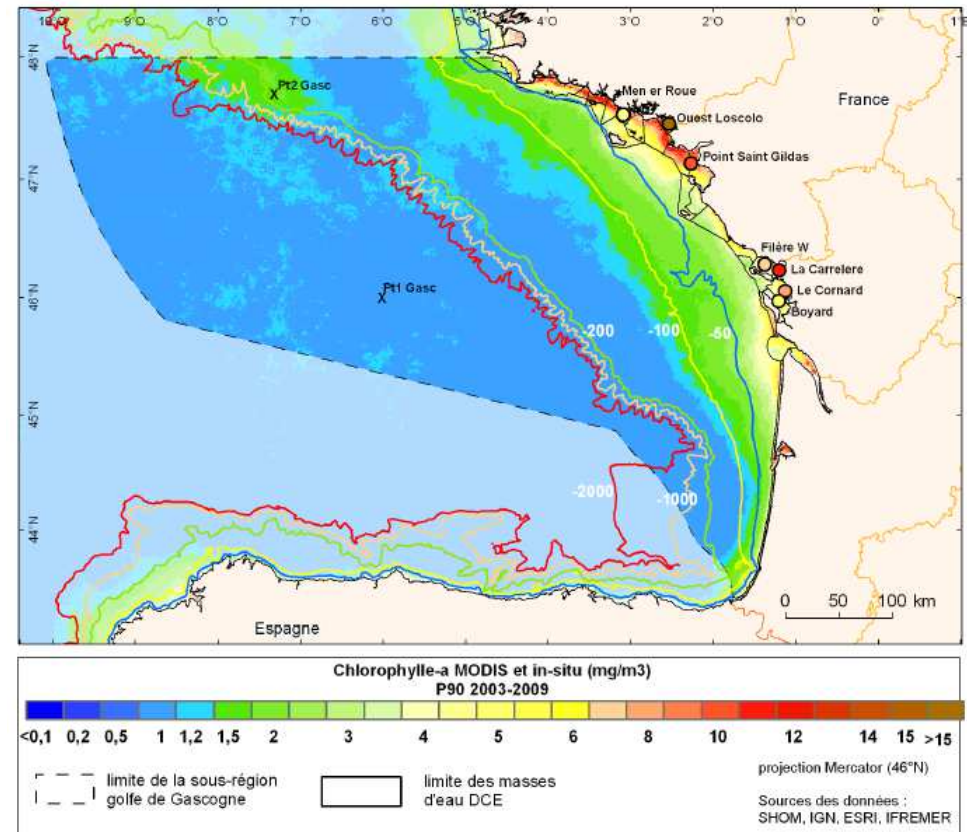 10°O 9°O 8°O 7°O 6°O 5°O 4°O 3°O 2°O 1°O 0° 1°E
48°N
47°N
46°N
45°N
44°N
Pt2 Gasc
Men er Roue
France
Ouest Loscolo
Point Saint Gildas
Filère W
La Carrelere
Pt1 Gasc
Le Cornard
Boyard
-200
-100
-50
-2000
-1000
0 50 100 km
Espagne
Chlorophylle-a MODIS et in-situ (mg/m3)
P90 2003-2009
<0,1 0,2 0,5 1 1,2 1,5 2 3 4 5 6 8 10 12 14 15 >15
limite de la sous-région
golfe de Gascogne
limite des masses
d'eau DCE
projection Mercator (46°N)
Sources des données :
SHOM, IGN, ESRI, IFREMER